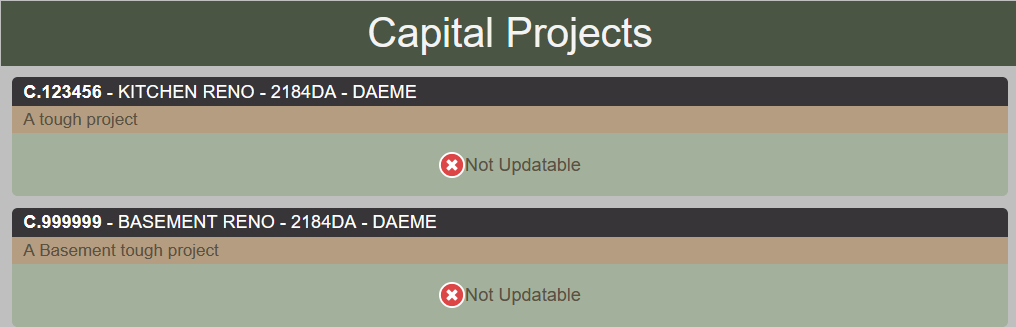 Capital Projects
C.123456 - KITCHEN RENO - 2184DA - DAEME
A tough project
Not Updatable
C.999999 - BASEMENT RENO - 2184DA - DAEME
A Basement tough project
Not Updatable